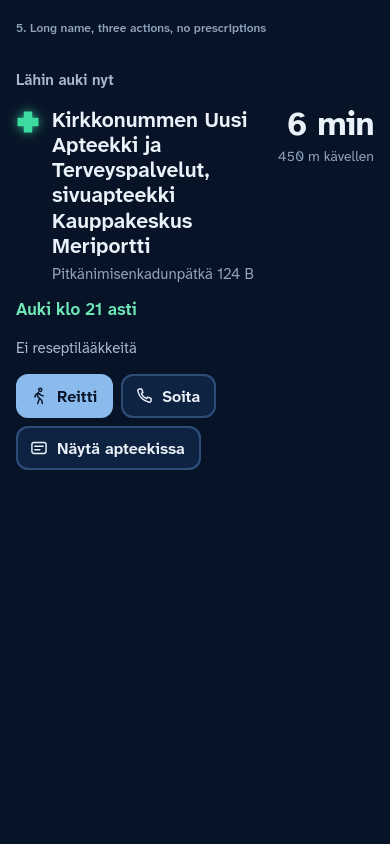 5. Long name, three actions, no prescriptions
Lähin auki nyt
Kirkkonummen Uusi
Apteekki ja
Terveyspalvelut,
sivuapteekki
Kauppakeskus
Meriportti
Pitkänimisenkadunpätkä 124 B
6 min
450 m kävellen
Auki klo 21 asti
Ei reseptilääkkeitä
Reitti
Soita
Näytä apteekissa